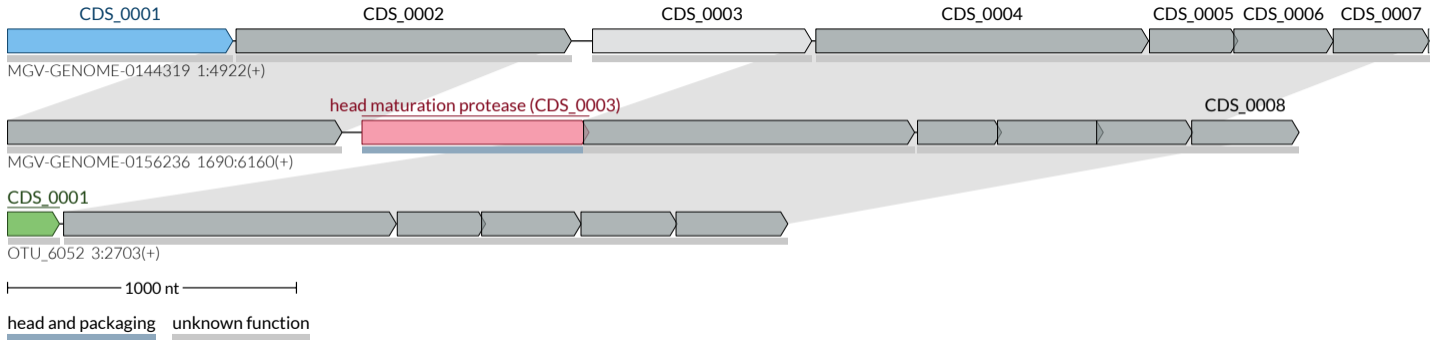 CDS_0001 CDS_0002 CDS_0003 CDS_0004 CDS_0005 CDS_0006 CDS_0007
MGV-GENOME-0144319 1:4922(+)
head maturation protease (CDS_0003) CDS_0008
MGV-GENOME-0156236 1690:6160(+)
CDS_0001
OTU_6052 3:2703(+)
1000 nt
head and packaging unknown function